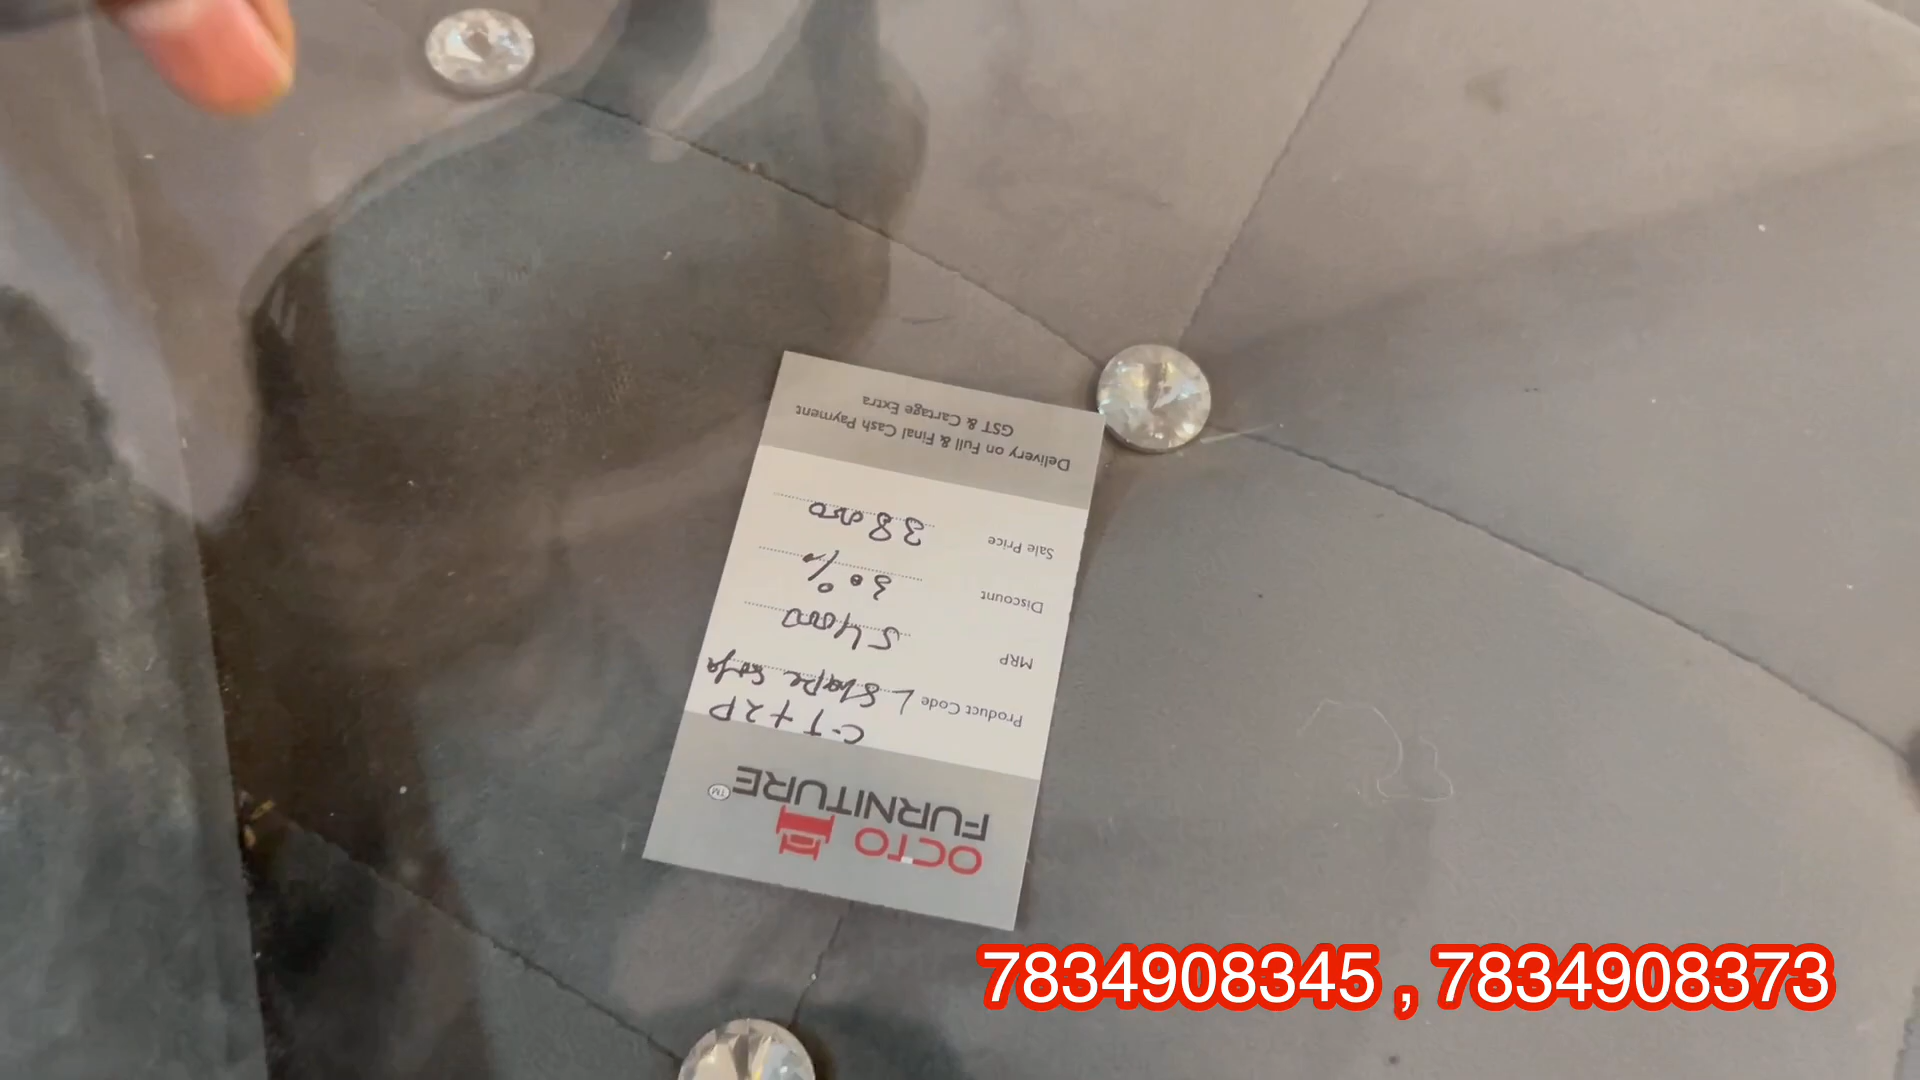 OCTO
FURNITURE TM
C-T+2P
Product Code L Shape Sofa
MRP 54000
Discount 30%
Sale Price 38000
Delivery on Full & Final Cash Payment
GST & Cartage Extra
7834908345 , 7834908373